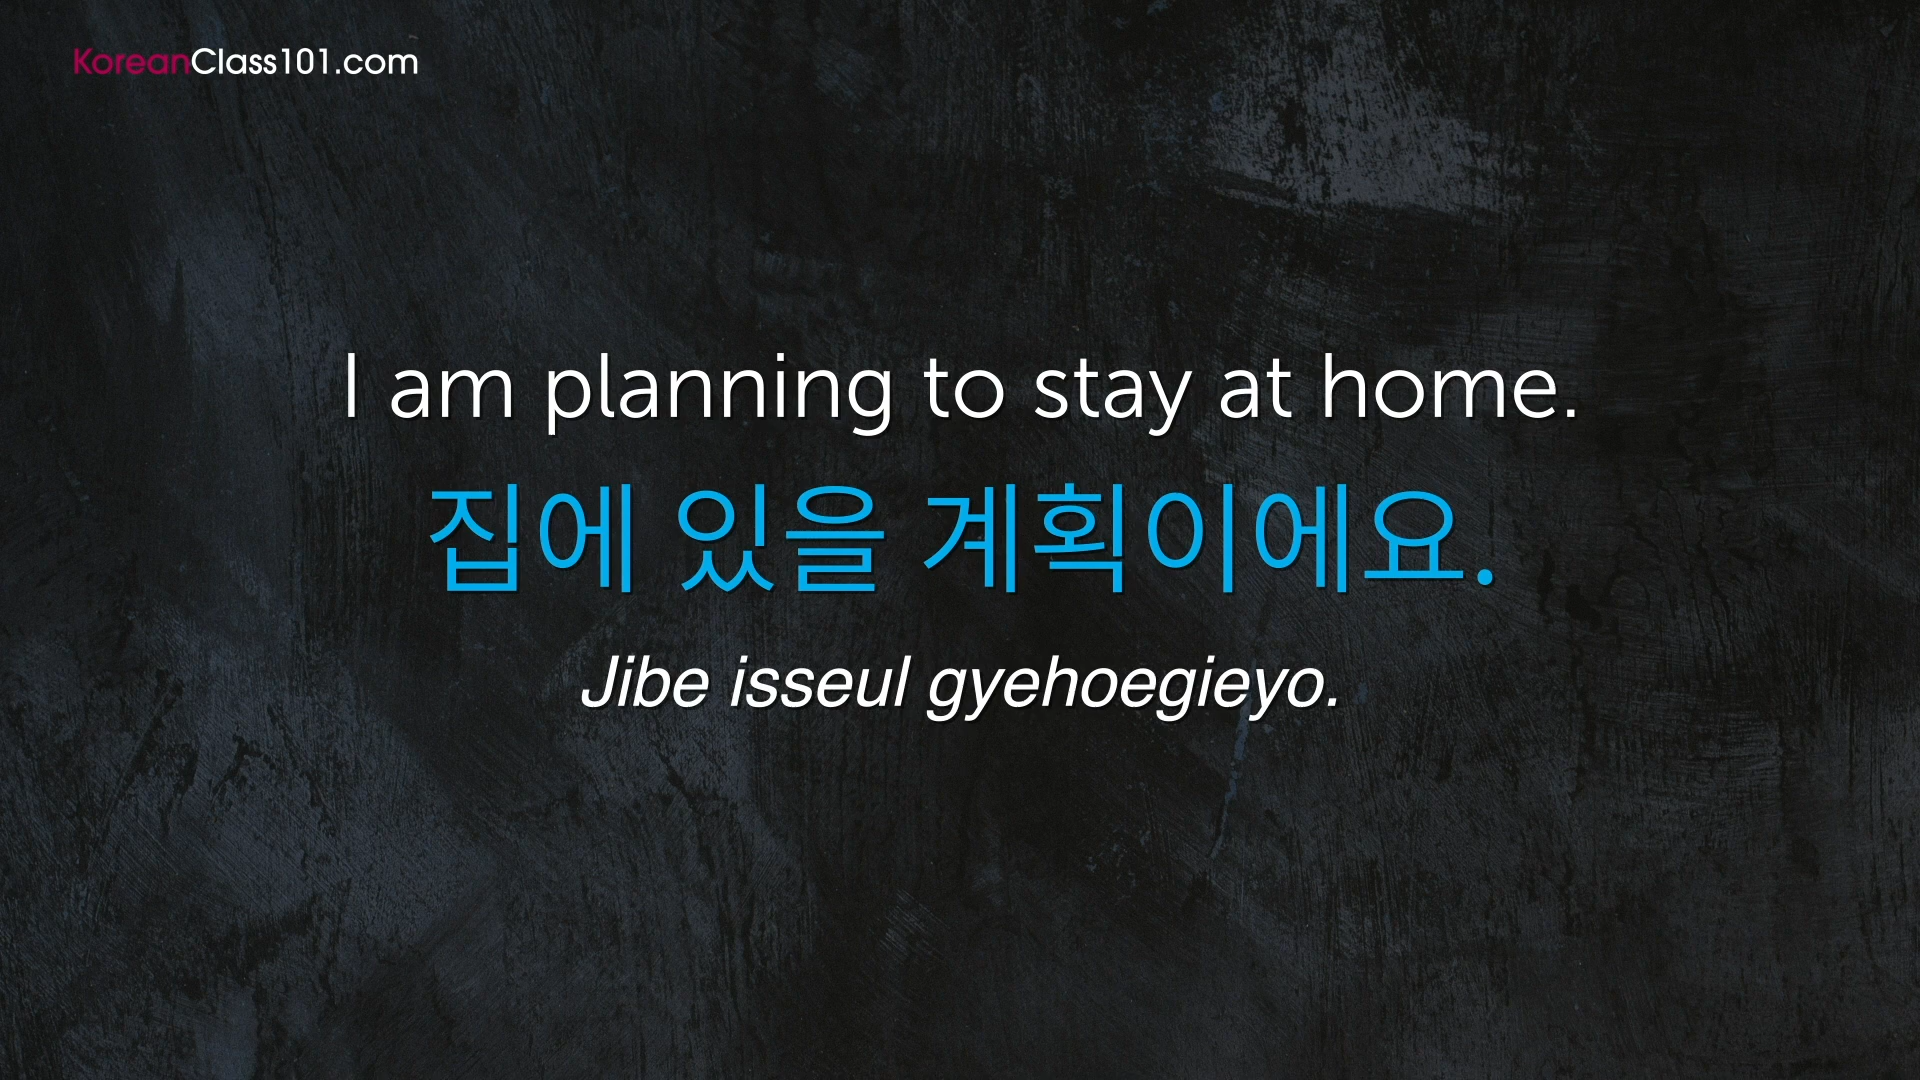 KoreanClass101.com
I am planning to stay at home.
집에 있을 계획이에요.
Jibe isseul gyehoegieyo.